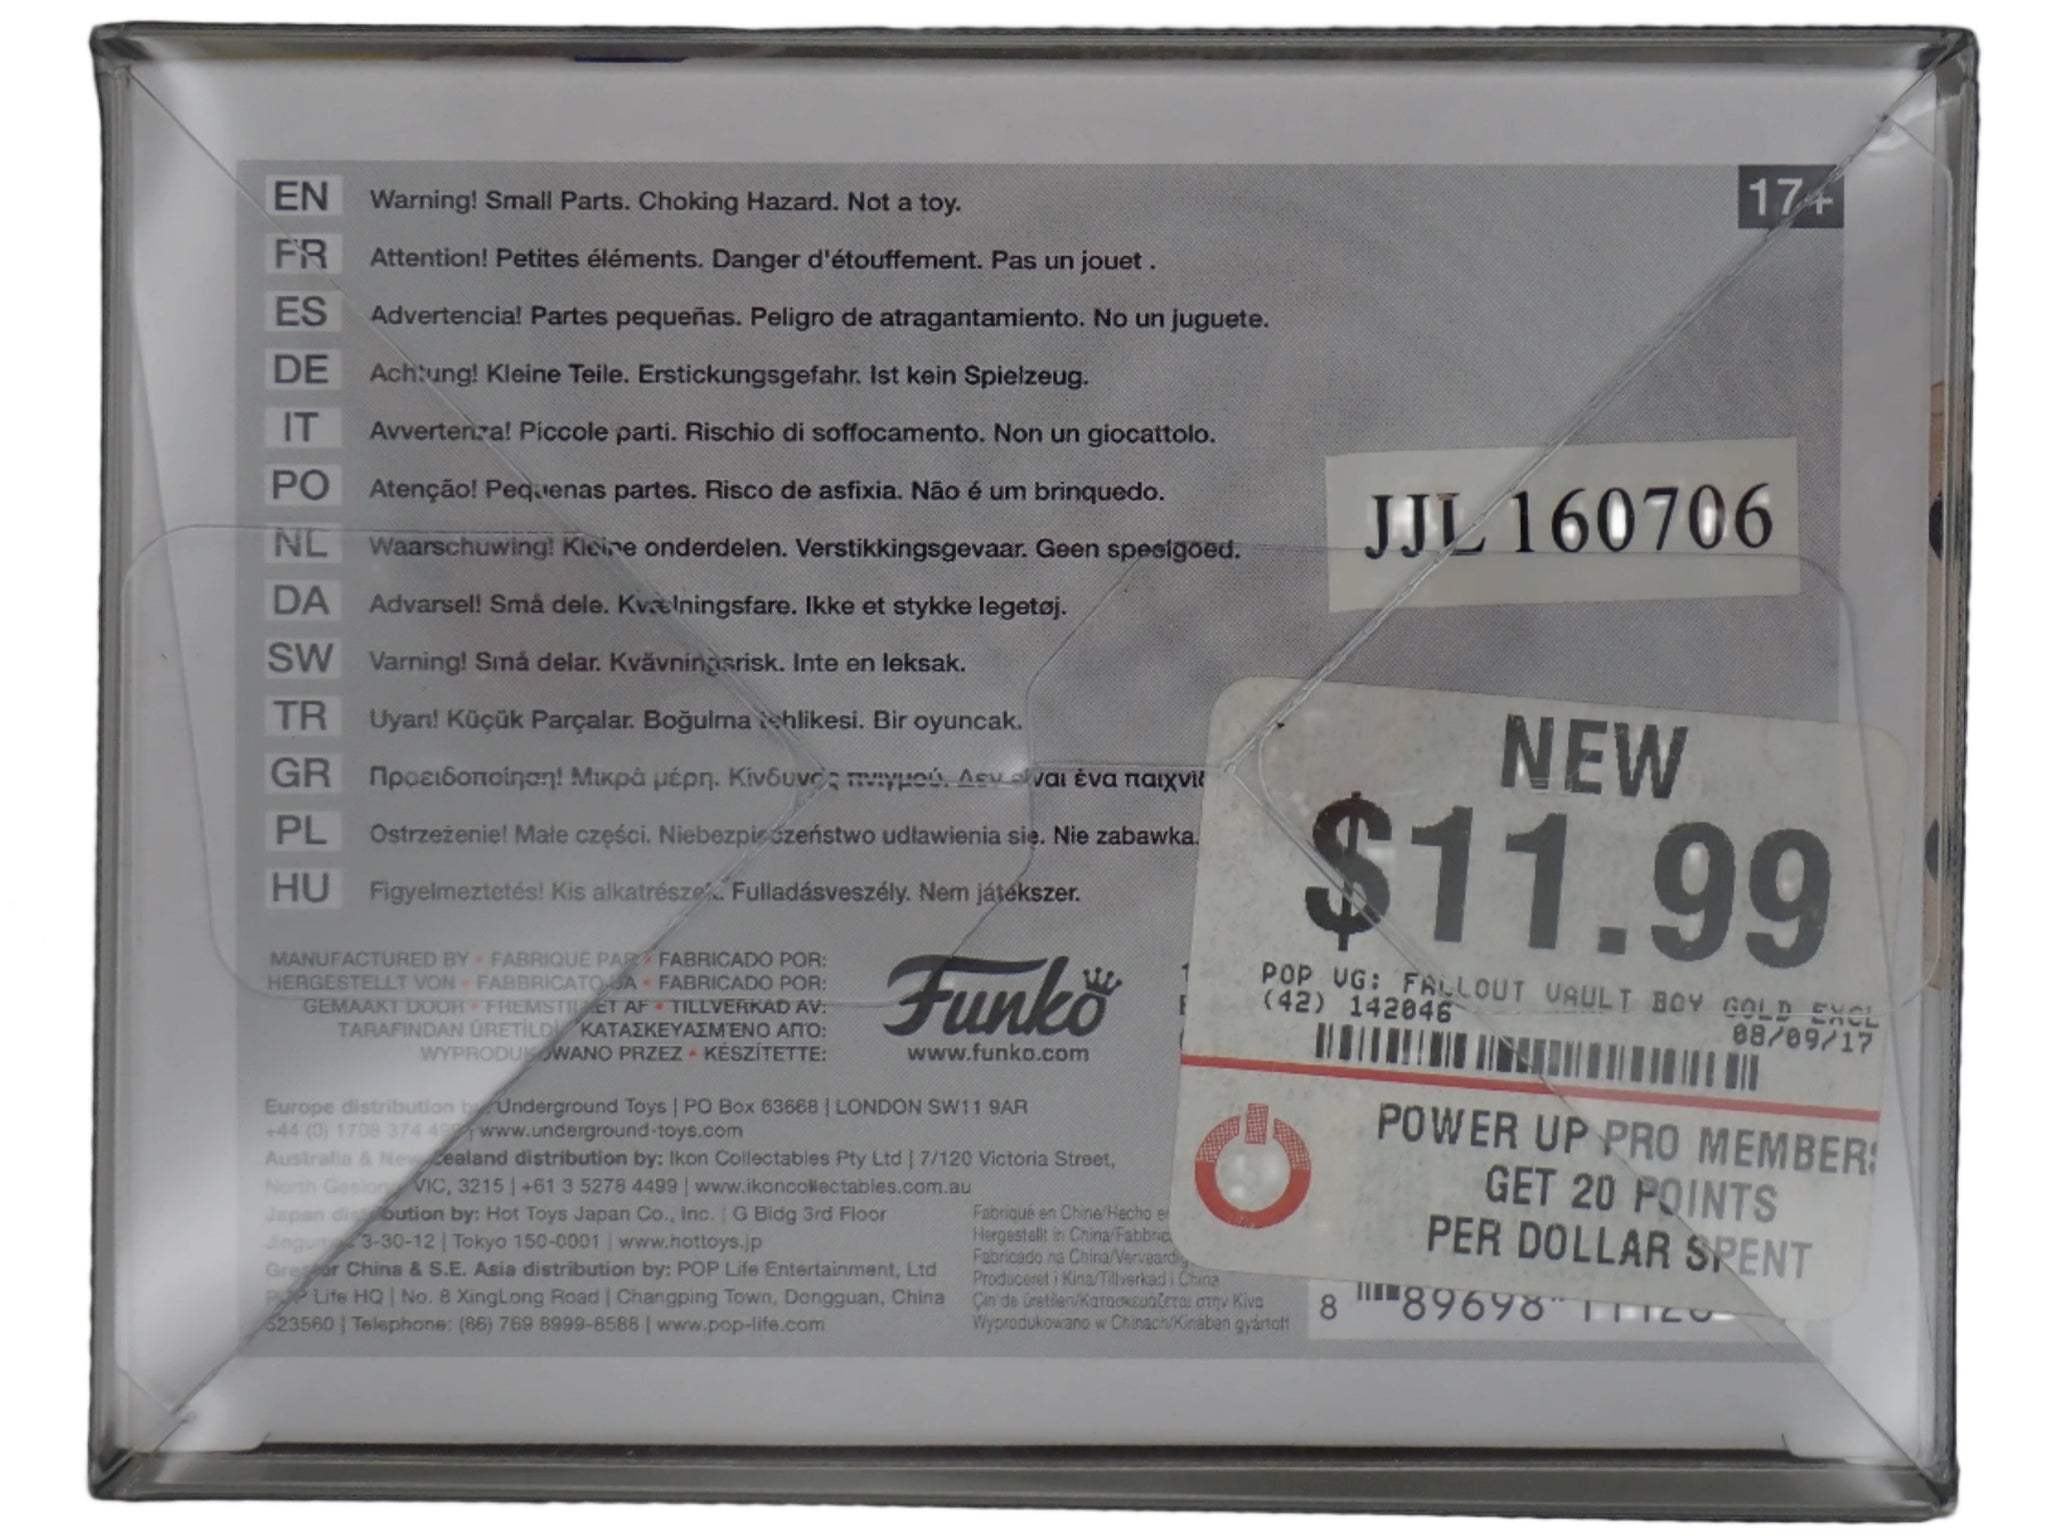 EN Warning! Small Parts. Choking Hazard. Not a toy.
17+
FR Attention! Petites éléments. Danger d'étouffement. Pas un jouet .
ES Advertencia! Partes pequeñas. Peligro de atragantamiento. No un juguete.
DE Achtung! Kleine Teile. Erstickungsgefahr. Ist kein Spielzeug.
IT Avvertenza! Piccole parti. Rischio di soffocamento. Non un giocattolo.
PO Atenção! Pequenas partes. Risco de asfixia. Não é um brinquedo.
NL Waarschuwing! Kleine onderdelen. Verstikkingsgevaar. Geen speelgoed.
JJL 160706
DA Advarsel! Små dele. Kvælningsfare. Ikke et stykke legetøj.
SW Varning! Små delar. Kvävningsrisk. Inte en leksak.
TR Uyarı! Küçük Parçalar. Boğulma tehlikesi. Bir oyuncak.
GR Προειδοποίηση! Μικρά μέρη. Κίνδυνος πνιγμού. Δεν είναι ένα
PL Ostrzeżenie! Małe części. Niebezpieczeństwo udławienia się. Nie zabawka.
HU Figyelmeztetés! Kis alkatrészek. Fulladásveszély. Nem játékszer.
NEW
$11.99
POP VG: FALLOUT VAULT BOY GOLD EXCL
(42) 142046
08/09/17
POWER UP PRO MEMBERS
GET 20 POINTS
PER DOLLAR SPENT
MANUFACTURED BY • FABRIQUÉ PAR • FABRICADO POR:
HERGESTELLT VON • FABBRICATO DA • FABRICADO POR:
GEMAAKT DOOR • FREMSTILLET AF • TILLVERKAD AV:
TARAFINDAN ÜRETILDI • ΚΑΤΑΣΚΕΥΑΣΜΈΝΟ ΑΠΌ:
WYPRODUKOWANO PRZEZ • KÉSZÍTETTE:
Funko
www.funko.com
Europe distribution by: Underground Toys | PO Box 63668 | LONDON SW11 9AR
+44 (0) 1708 374 | www.underground-toys.com
Australia & New Zealand distribution by: Ikon Collectables Pty Ltd | 7/120 Victoria Street,
North Geelong VIC, 3215 | +61 3 5278 4499 | www.ikoncollectables.com.au
Japan distribution by: Hot Toys Japan Co., Inc. | G Bldg 3rd Floor
Jingumae 3-30-12 | Tokyo 150-0001 | www.hottoys.jp
Greater China & S.E. Asia distribution by: POP Life Entertainment, Ltd
POP Life HQ | No. 8 XingLong Road | Changping Town, Dongguan, China
523560 | Telephone: (86) 769 8999-8588 | www.pop-life.com
Fabriqué en Chine/Hecho en
Hergestellt in China/Fabbric
Fabricado na China/Vervaardig
Produceret i Kina/Tillverkad i China
Çin'de üretilen/Κατασκευάζεται στην Κίνα
Wyprodukowano w Chinach/Kínában gyártott
8 89698